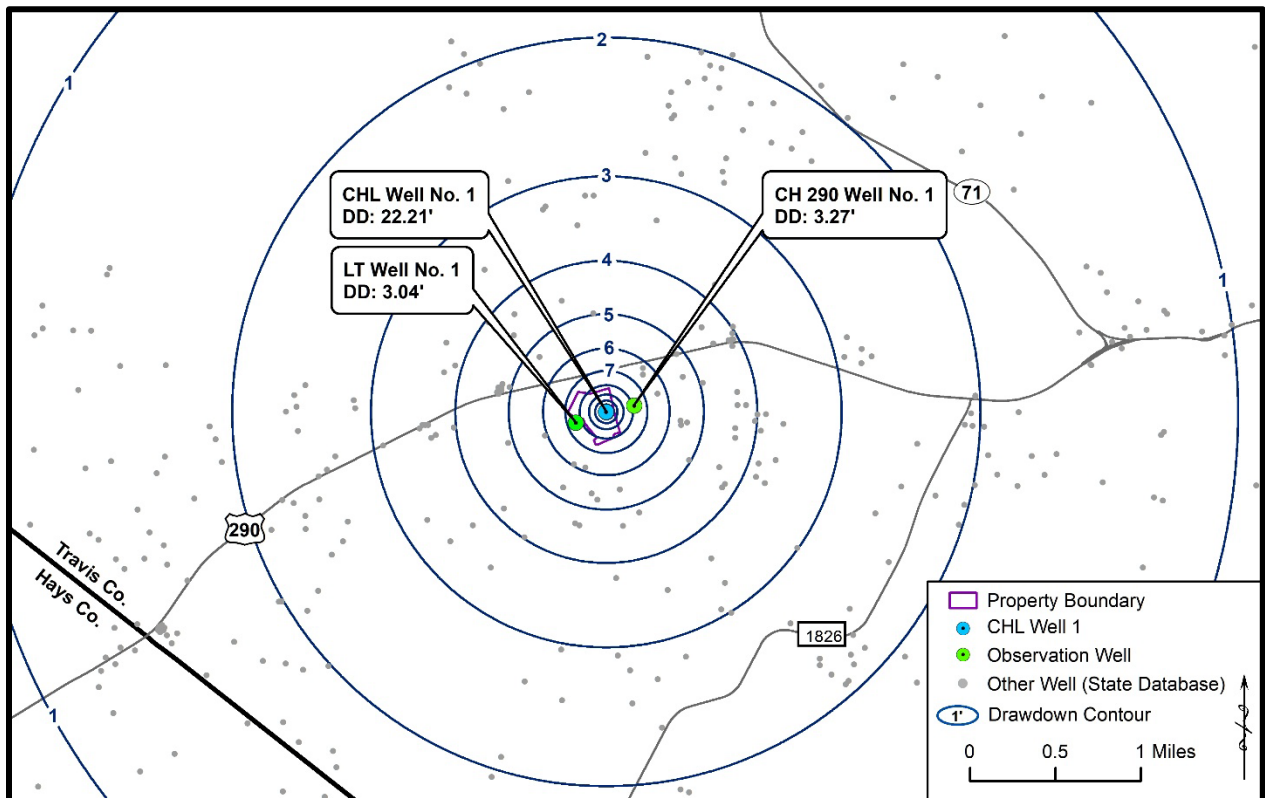 2
1
3
CHL Well No. 1
DD: 22.21'
CH 290 Well No. 1
DD: 3.27'
71
LT Well No. 1
DD: 3.04'
4
1
5
6
7
290
Travis Co.
Hays Co.
1826
1
Property Boundary
CHL Well 1
Observation Well
Other Well (State Database)
1' Drawdown Contour
0 0.5 1 Miles